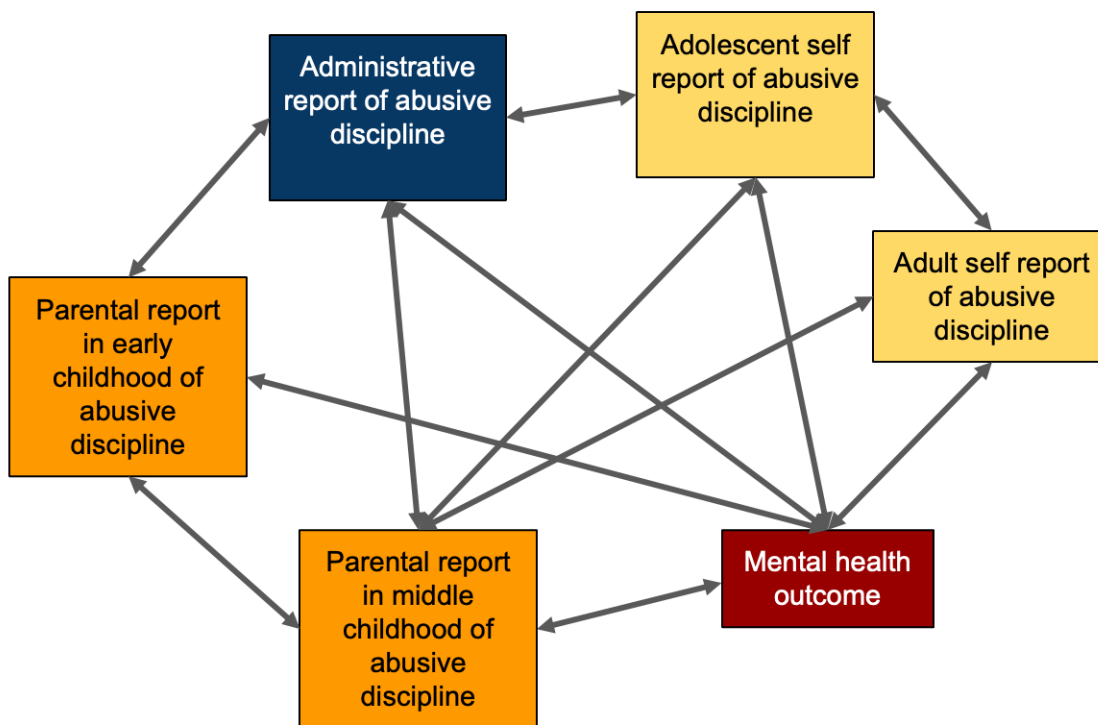 Administrative
report of abusive
discipline
Adolescent self
report of abusive
discipline
Adult self report
of abusive
discipline
Parental report
in early
childhood of
abusive
discipline
Parental report
in middle
childhood of
abusive
discipline
Mental health
outcome